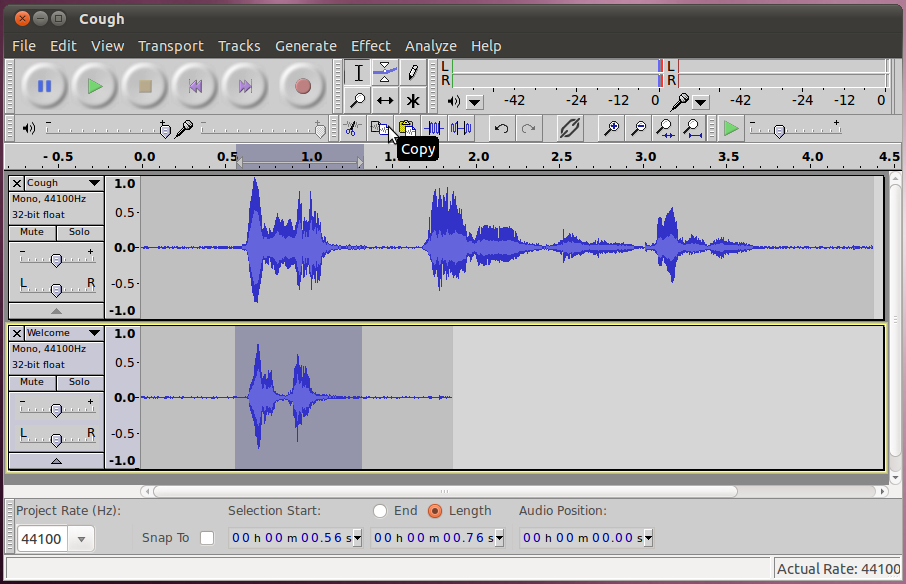 Cough
File Edit View Transport Tracks Generate Effect Analyze Help
L
R
-42 -24 -12 0
L
R
-42 -24 -12 0
Copy
- 0.5 0.0 0.5 1.0 2.0 2.5 3.0 3.5 4.0 4.5
Cough
Mono, 44100Hz
32-bit float
Mute Solo
- +
L R
1.0
0.5-
0.0-
-0.5-
-1.0
Welcome
Mono, 44100Hz
32-bit float
Mute Solo
- +
L R
1.0
0.5-
0.0-
-0.5-
-1.0
Project Rate (Hz):
44100
Snap To
Selection Start:
00 h 00 m 00.56 s
End Length
00 h 00 m 00.76 s
Audio Position:
00 h 00 m 00.00 s
Actual Rate: 44100